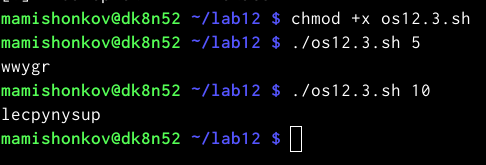 mamishonkov@dk8n52 ~/lab12 $ chmod +x os12.3.sh
mamishonkov@dk8n52 ~/lab12 $ ./os12.3.sh 5
wwygr
mamishonkov@dk8n52 ~/lab12 $ ./os12.3.sh 10
lecpynysup
mamishonkov@dk8n52 ~/lab12 $